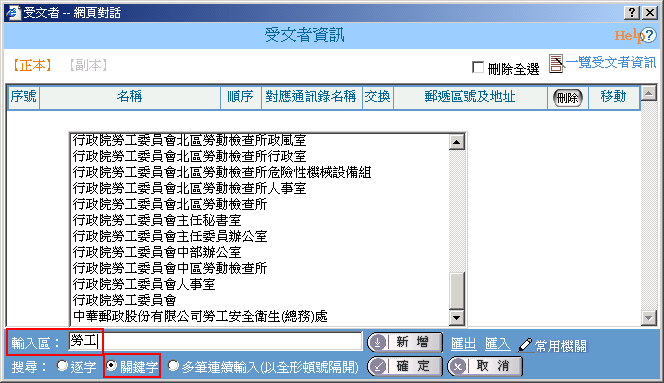 受文者 -- 網頁對話
受文者資訊
Help
【正本】 【副本】
刪除全選 一覽受文者資訊
序號 名稱 順序 對應通訊錄名稱 交換 郵遞區號及地址 刪除 移動
行政院勞工委員會北區勞動檢查所政風室
行政院勞工委員會北區勞動檢查所行政室
行政院勞工委員會北區勞動檢查所危險性機械設備組
行政院勞工委員會北區勞動檢查所人事室
行政院勞工委員會北區勞動檢查所
行政院勞工委員會主任秘書室
行政院勞工委員會主任委員辦公室
行政院勞工委員會中部辦公室
行政院勞工委員會中區勞動檢查所
行政院勞工委員會人事室
行政院勞工委員會
中華郵政股份有限公司勞工安全衛生(總務)處
輸入區： 勞工 新 增 匯出 匯入 常用機關
搜尋： 逐字 關鍵字 多筆連續輸入(以全形頓號隔開) 確 定 取 消